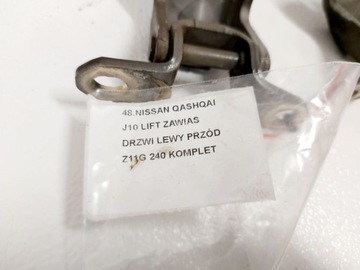 48.NISSAN QASHQAI
J10 LIFT ZAWIAS
DRZWI LEWY PRZÓD
Z11G 240 KOMPLET